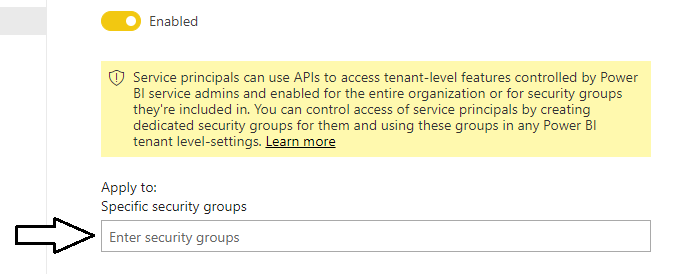 Enabled
Service principals can use APIs to access tenant-level features controlled by Power
BI service admins and enabled for the entire organization or for security groups
they're included in. You can control access of service principals by creating
dedicated security groups for them and using these groups in any Power BI
tenant level-settings. Learn more
Apply to:
Specific security groups
Enter security groups